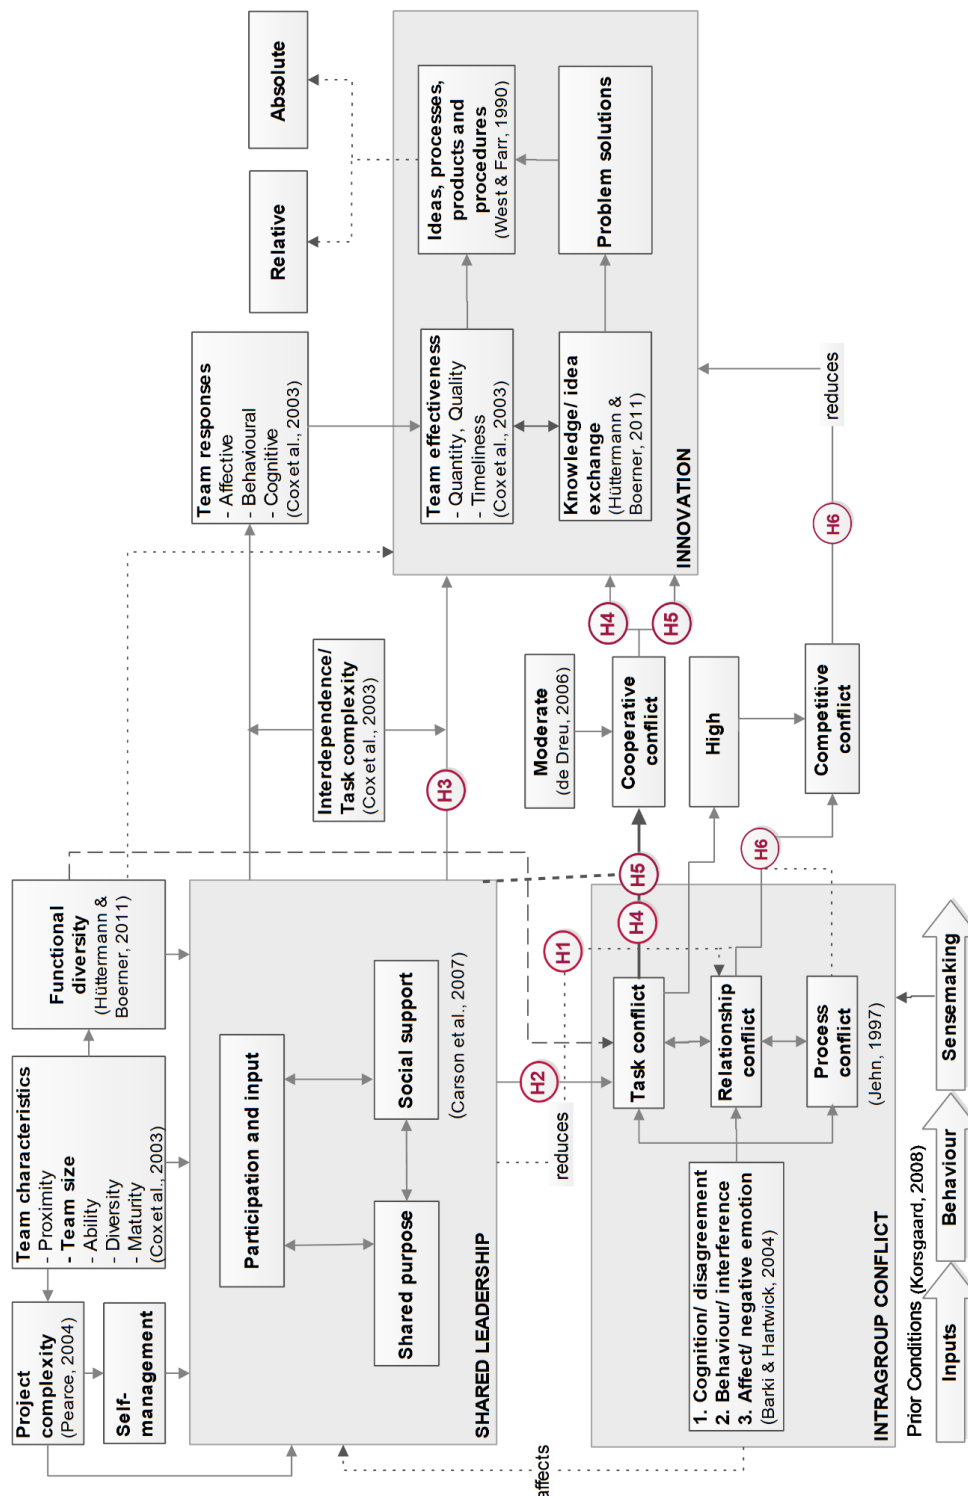 Project
complexity
(Pearce, 2004)
Self-
management
Team characteristics
- Proximity
- Team size
- Ability
- Diversity
- Maturity
(Cox et al., 2003)
Functional
diversity
(Hüttermann &
Boerner, 2011)
Team responses
- Affective
- Behavioural
- Cognitive
(Cox et al., 2003)
Relative
Absolute
Participation and input
Shared purpose
Social support
(Carson et al., 2007)
SHARED LEADERSHIP
Interdependence/
Task complexity
(Cox et al., 2003)
H3
Team effectiveness
- Quantity, Quality
- Timeliness
(Cox et al., 2003)
Ideas, processes,
products and
procedures
(West & Farr, 1990)
Knowledge/ idea
exchange
(Hüttermann &
Boerner, 2011)
Problem solutions
INNOVATION
affects
reduces
H2
H1
H4
H5
Moderate
(de Dreu, 2006)
Cooperative
conflict
H4
H5
High
H6
Competitive
conflict
H6
reduces
1. Cognition/ disagreement
2. Behaviour/ interference
3. Affect/ negative emotion
(Barki & Hartwick, 2004)
Task conflict
Relationship
conflict
Process
conflict
(Jehn, 1997)
INTRAGROUP CONFLICT
Prior Conditions (Korsgaard, 2008)
Inputs
Behaviour
Sensemaking